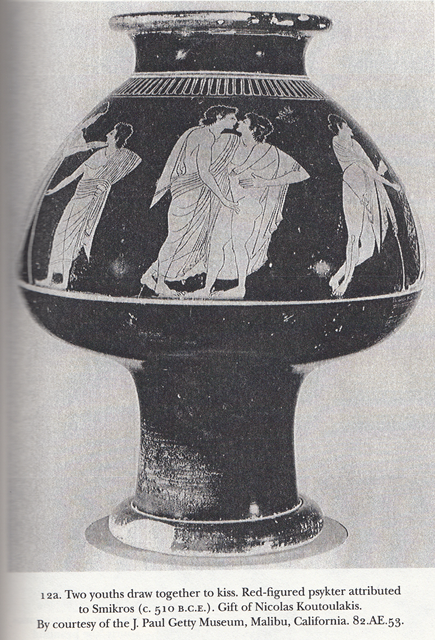 12a. Two youths draw together to kiss. Red-figured psykter attributed
to Smikros (c. 510 B.C.E.). Gift of Nicolas Koutoulakis.
By courtesy of the J. Paul Getty Museum, Malibu, California. 82.AE.53.